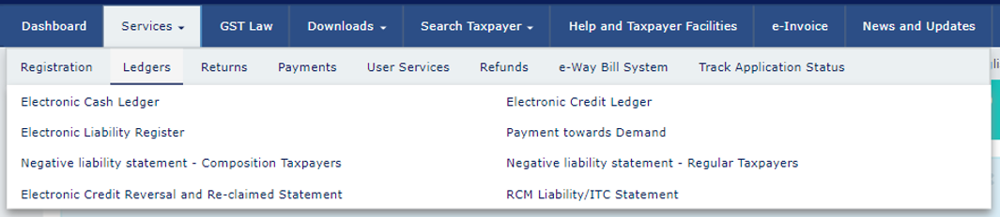 Dashboard Services GST Law Downloads Search Taxpayer Help and Taxpayer Facilities e-Invoice News and Updates
Registration Ledgers Returns Payments User Services Refunds e-Way Bill System Track Application Status
Electronic Cash Ledger Electronic Credit Ledger
Electronic Liability Register Payment towards Demand
Negative liability statement - Composition Taxpayers Negative liability statement - Regular Taxpayers
Electronic Credit Reversal and Re-claimed Statement RCM Liability/ITC Statement